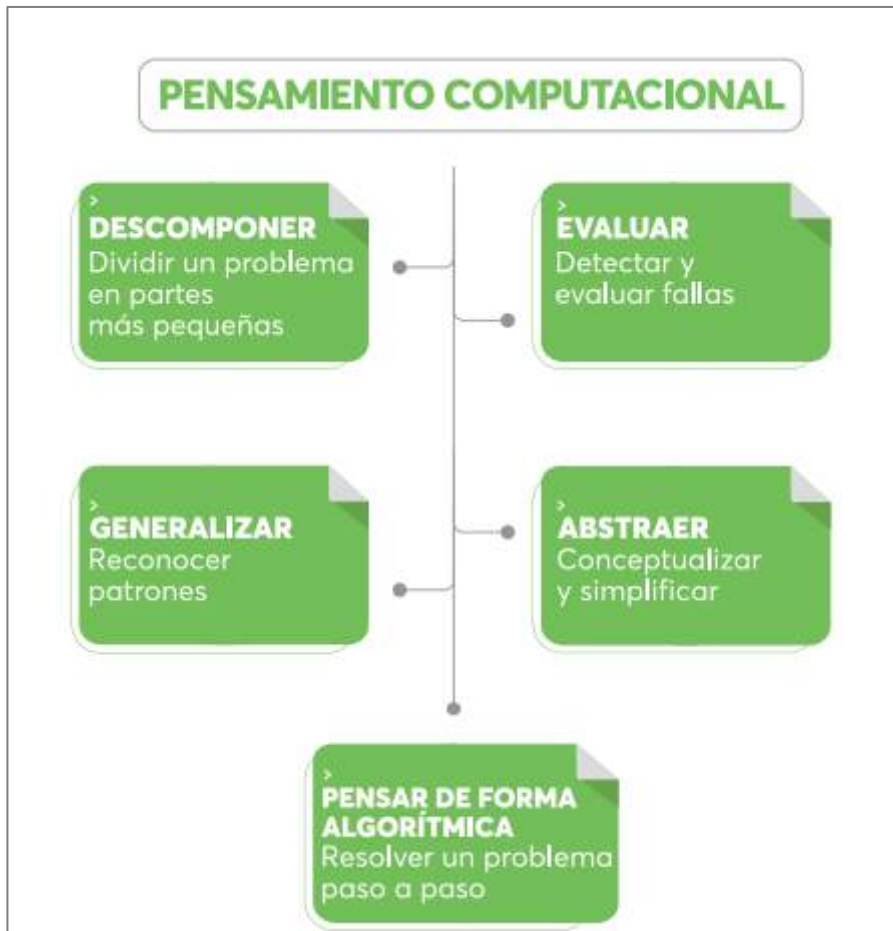 PENSAMIENTO COMPUTACIONAL
>
DESCOMPONER
Dividir un problema
en partes
más pequeñas
>
EVALUAR
Detectar y
evaluar fallas
>
GENERALIZAR
Reconocer
patrones
>
ABSTRAER
Conceptualizar
y simplificar
>
PENSAR DE FORMA
ALGORÍTMICA
Resolver un problema
paso a paso